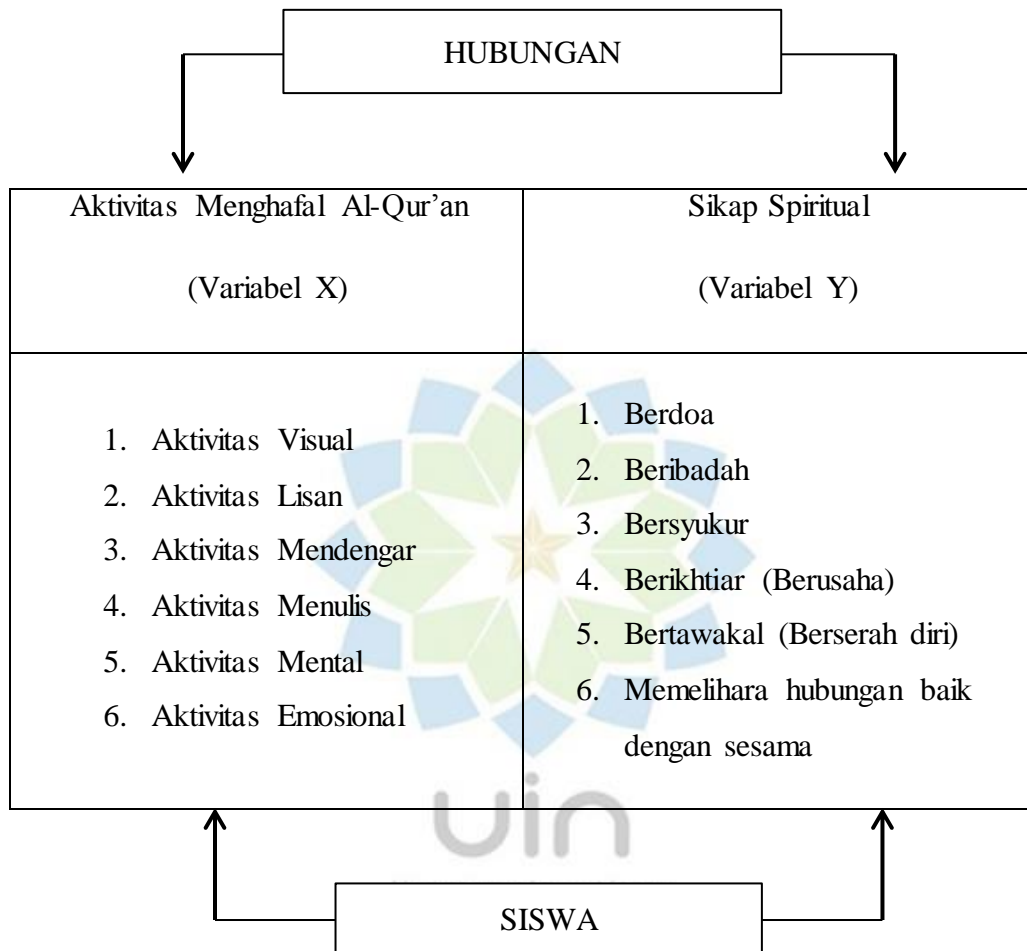 HUBUNGAN
Aktivitas Menghafal Al-Qur’an
(Variabel X)
Sikap Spiritual
(Variabel Y)
1. Aktivitas Visual
2. Aktivitas Lisan
3. Aktivitas Mendengar
4. Aktivitas Menulis
5. Aktivitas Mental
6. Aktivitas Emosional
1. Berdoa
2. Beribadah
3. Bersyukur
4. Berikhtiar (Berusaha)
5. Bertawakal (Berserah diri)
6. Memelihara hubungan baik
dengan sesama
uin
SISWA